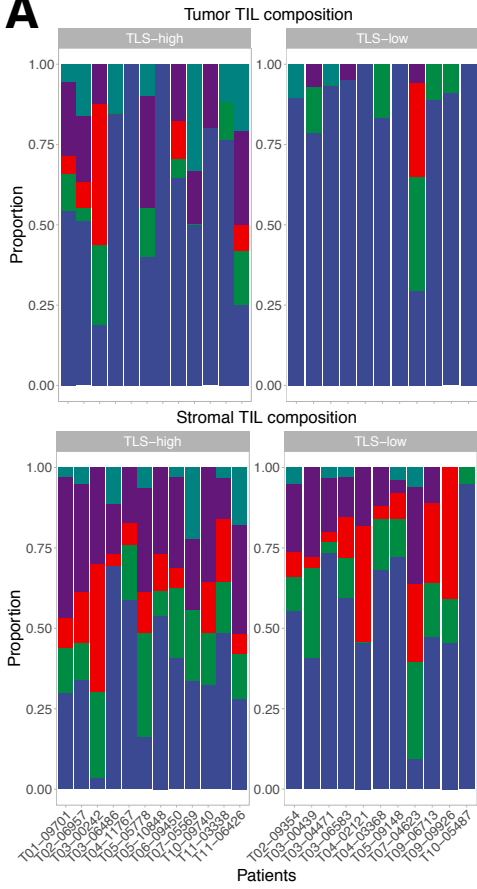 A
Tumor TIL composition
TLS−high
TLS−low
Proportion
1.00
0.75
0.50
0.25
0.00
1.00
0.75
0.50
0.25
0.00
Stromal TIL composition
TLS−high
TLS−low
Proportion
1.00
0.75
0.50
0.25
0.00
1.00
0.75
0.50
0.25
0.00
T01−09701
T02−06957
T03−00242
T03−06486
T04−11767
T05−05778
T05−10848
T06−09450
T07−05569
T10−09740
T11−03338
T11−06426
T02−09354
T03−00439
T03−04471
T03−06583
T04−02121
T04−03368
T05−09148
T07−04623
T09−06713
T09−09926
T10−05487
Patients